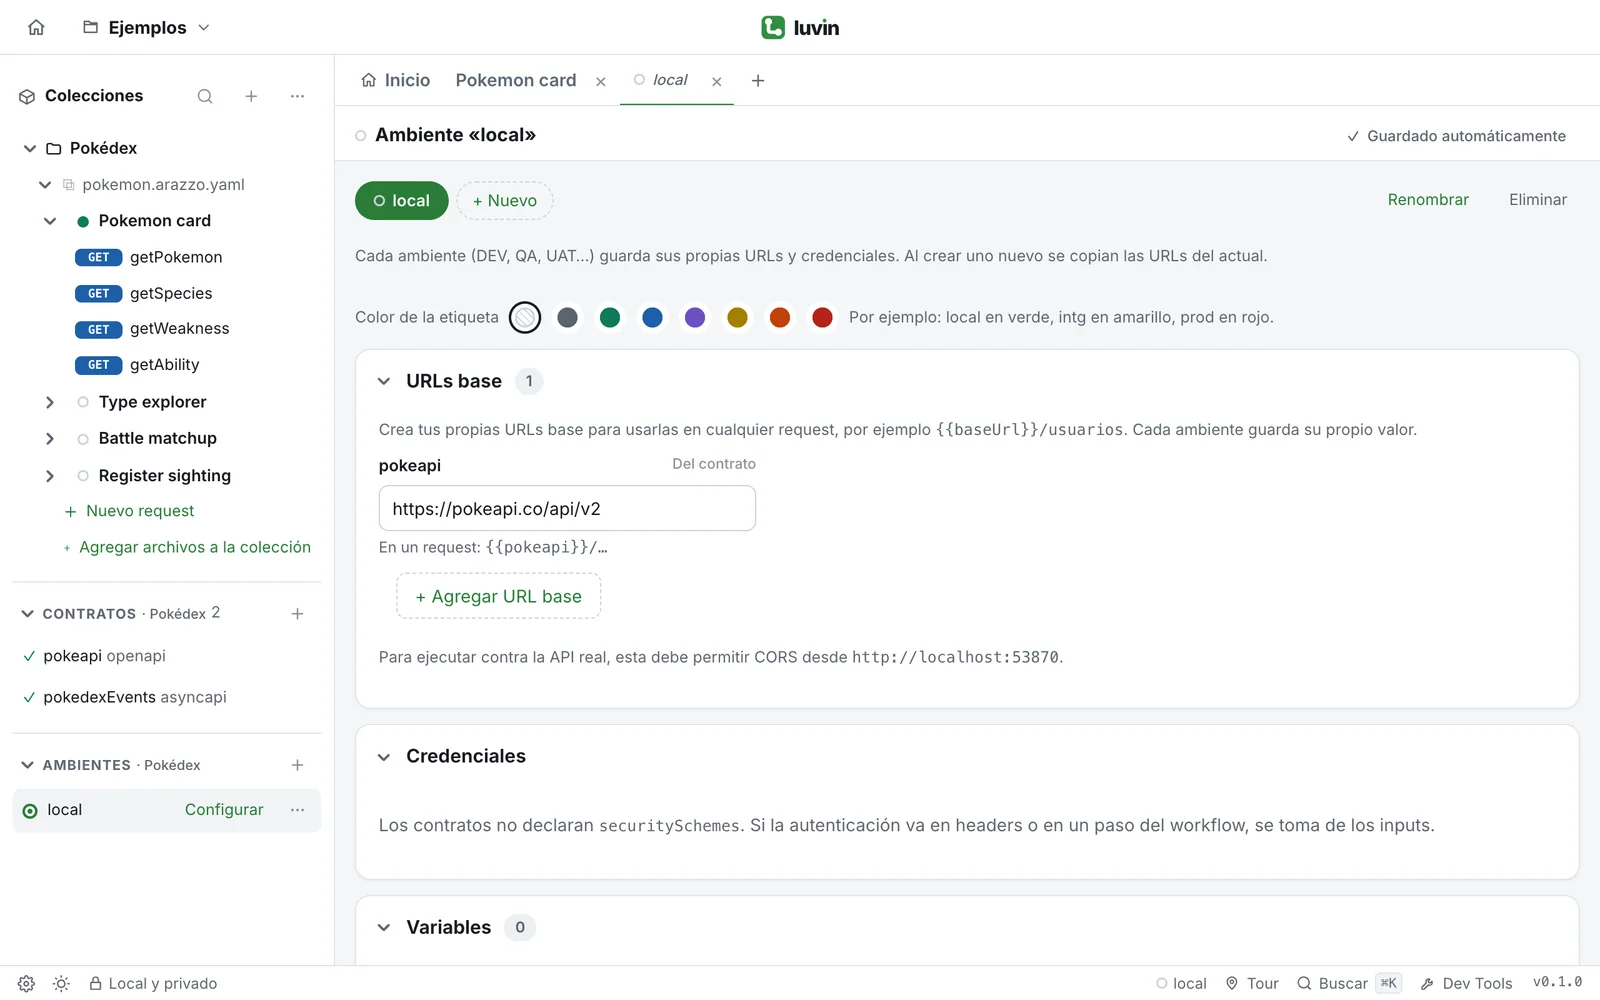 Ejemplos
luvin
Colecciones
Pokédex
pokemon.arazzo.yaml
Pokemon card
GET getPokemon
GET getSpecies
GET getWeakness
GET getAbility
Type explorer
Battle matchup
Register sighting
+ Nuevo request
+ Agregar archivos a la colección
CONTRATOS · Pokédex 2
pokeapi openapi
pokedexEvents asyncapi
AMBIENTES · Pokédex
local Configurar
Inicio Pokemon card local
Ambiente «local»
Guardado automáticamente
local + Nuevo
Renombrar Eliminar
Cada ambiente (DEV, QA, UAT...) guarda sus propias URLs y credenciales. Al crear uno nuevo se copian las URLs del actual.
Color de la etiqueta Por ejemplo: local en verde, intg en amarillo, prod en rojo.
URLs base 1
Crea tus propias URLs base para usarlas en cualquier request, por ejemplo {{baseUrl}}/usuarios. Cada ambiente guarda su propio valor.
pokeapi Del contrato
https://pokeapi.co/api/v2
En un request: {{pokeapi}}/…
+ Agregar URL base
Para ejecutar contra la API real, esta debe permitir CORS desde http://localhost:53870.
Credenciales
Los contratos no declaran securitySchemes. Si la autenticación va en headers o en un paso del workflow, se toma de los inputs.
Variables 0
Local y privado
local Tour Buscar ⌘K Dev Tools v0.1.0